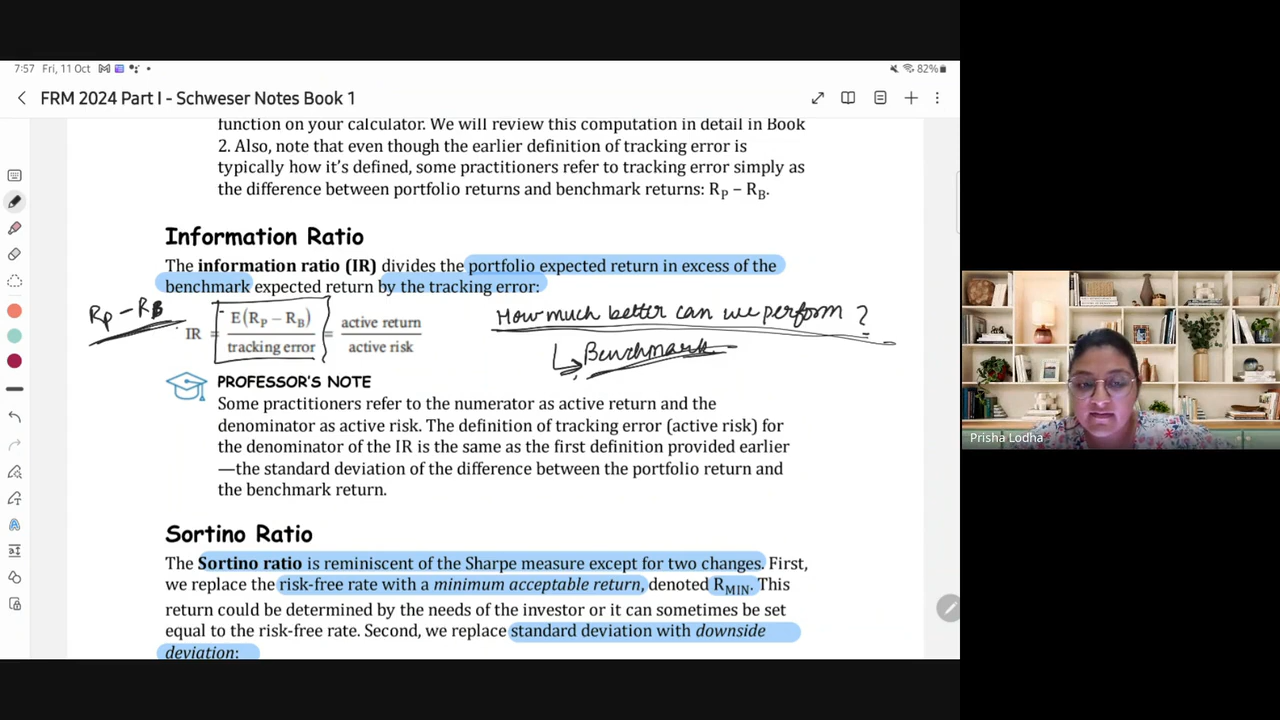 7:57 Fri, 11 Oct
82%
FRM 2024 Part I - Schweser Notes Book 1
function on your calculator. We will review this computation in detail in Book
2. Also, note that even though the earlier definition of tracking error is
typically how it's defined, some practitioners refer to tracking error simply as
the difference between portfolio returns and benchmark returns: RP – RB.
Information Ratio
The information ratio (IR) divides the portfolio expected return in excess of the
benchmark expected return by the tracking error:
RP - RB
IR = E(RP – RB) / tracking error = active return / active risk
How much better can we perform ?
Benchmark
PROFESSOR'S NOTE
Some practitioners refer to the numerator as active return and the
denominator as active risk. The definition of tracking error (active risk) for
the denominator of the IR is the same as the first definition provided earlier
—the standard deviation of the difference between the portfolio return and
the benchmark return.
Sortino Ratio
The Sortino ratio is reminiscent of the Sharpe measure except for two changes. First,
we replace the risk-free rate with a minimum acceptable return, denoted RMIN. This
return could be determined by the needs of the investor or it can sometimes be set
equal to the risk-free rate. Second, we replace standard deviation with downside
deviation:
Prisha Lodha